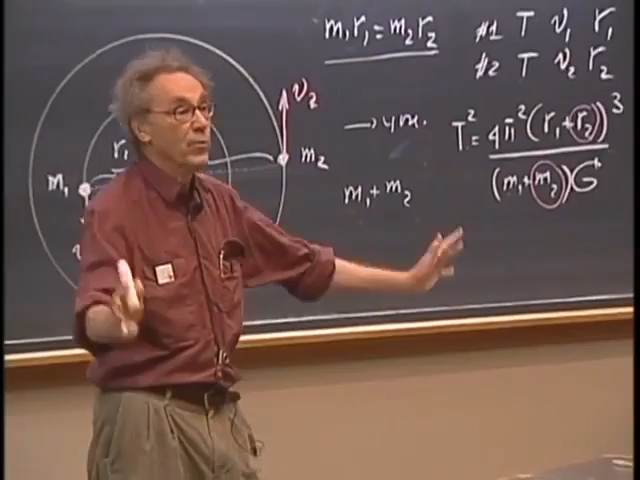 m₁r₁ = m₂r₂
#1 T v₁ r₁
#2 T v₂ r₂
v₂
→ 4m.
T² = 4π²(r₁+r₂)³
(m₁+m₂)G
r₁
m₂
m₁
m₁+m₂